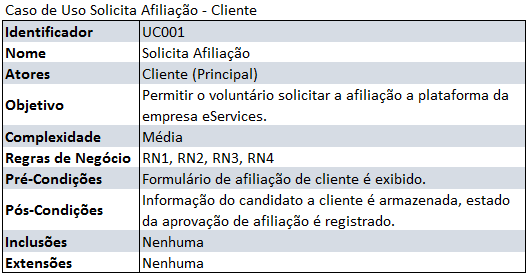 Caso de Uso Solicita Afiliação - Cliente
Identificador UC001
Nome Solicita Afiliação
Atores Cliente (Principal)
Objetivo Permitir o voluntário solicitar a afiliação a plataforma da
empresa eServices.
Complexidade Média
Regras de Negócio RN1, RN2, RN3, RN4
Pré-Condições Formulário de afiliação de cliente é exibido.
Pós-Condições Informação do candidato a cliente é armazenada, estado
da aprovação de afiliação é registrado.
Inclusões Nenhuma
Extensões Nenhuma